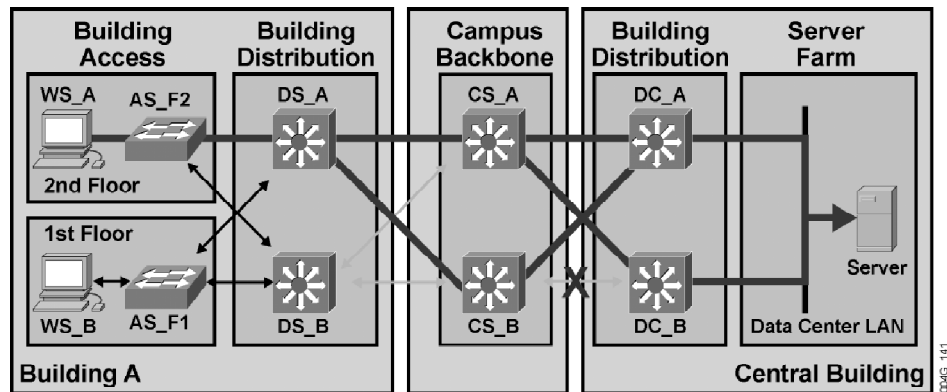 Building
Access
Building
Distribution
Campus
Backbone
Building
Distribution
Server
Farm
WS_A
AS_F2
DS_A
CS_A
DC_A
2nd Floor
1st Floor
Server
WS_B
AS_F1
DS_B
CS_B
DC_B
Data Center LAN
Building A
Central Building